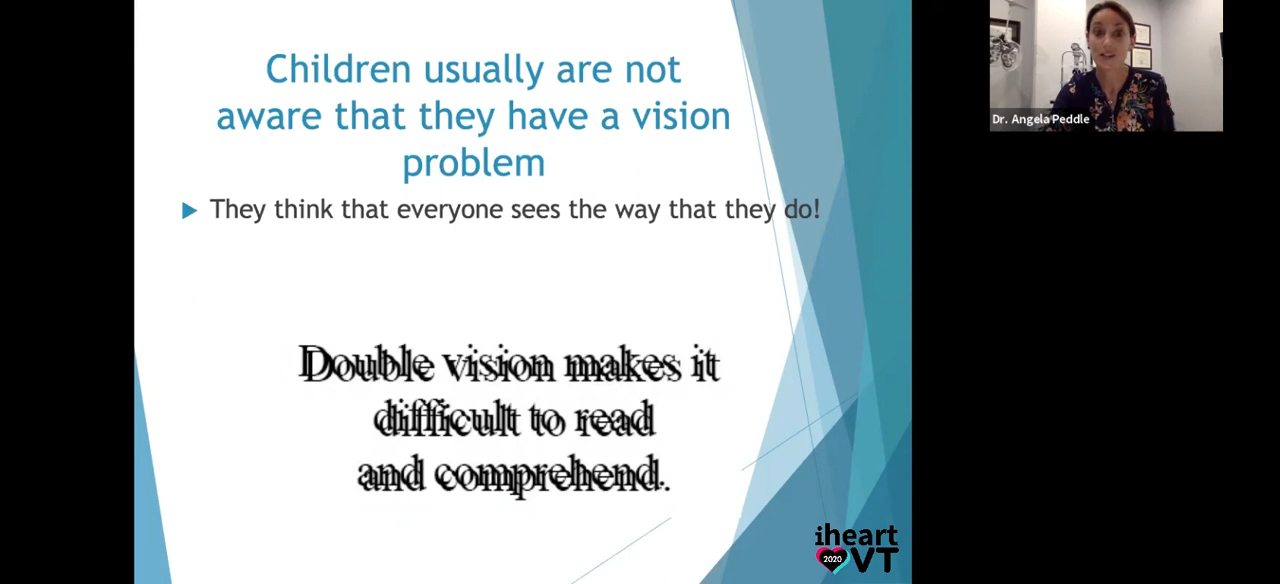 Children usually are not
aware that they have a vision
problem
They think that everyone sees the way that they do!
Double vision makes it
difficult to read
and comprehend.
iheart
2020 VT
Dr. Angela Peddle